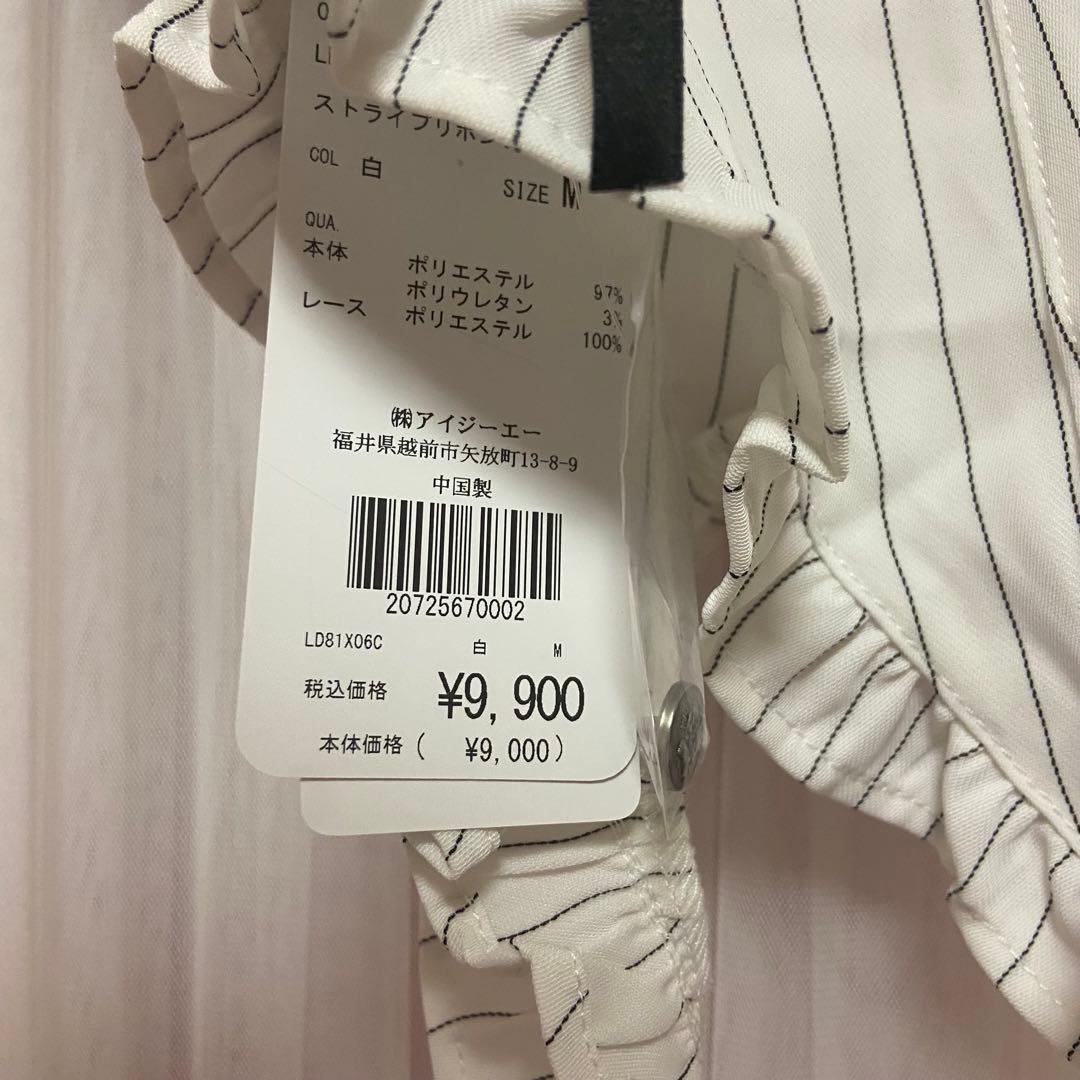 ストライプリボン
COL 白 SIZE M
QUA.
本体 ポリエステル 97%
ポリウレタン 3%
レース ポリエステル 100%
㈱アイジーエー
福井県越前市矢放町13-8-9
中国製
20725670002
LD81X06C 白 M
税込価格 ¥9,900
本体価格( ¥9,000)